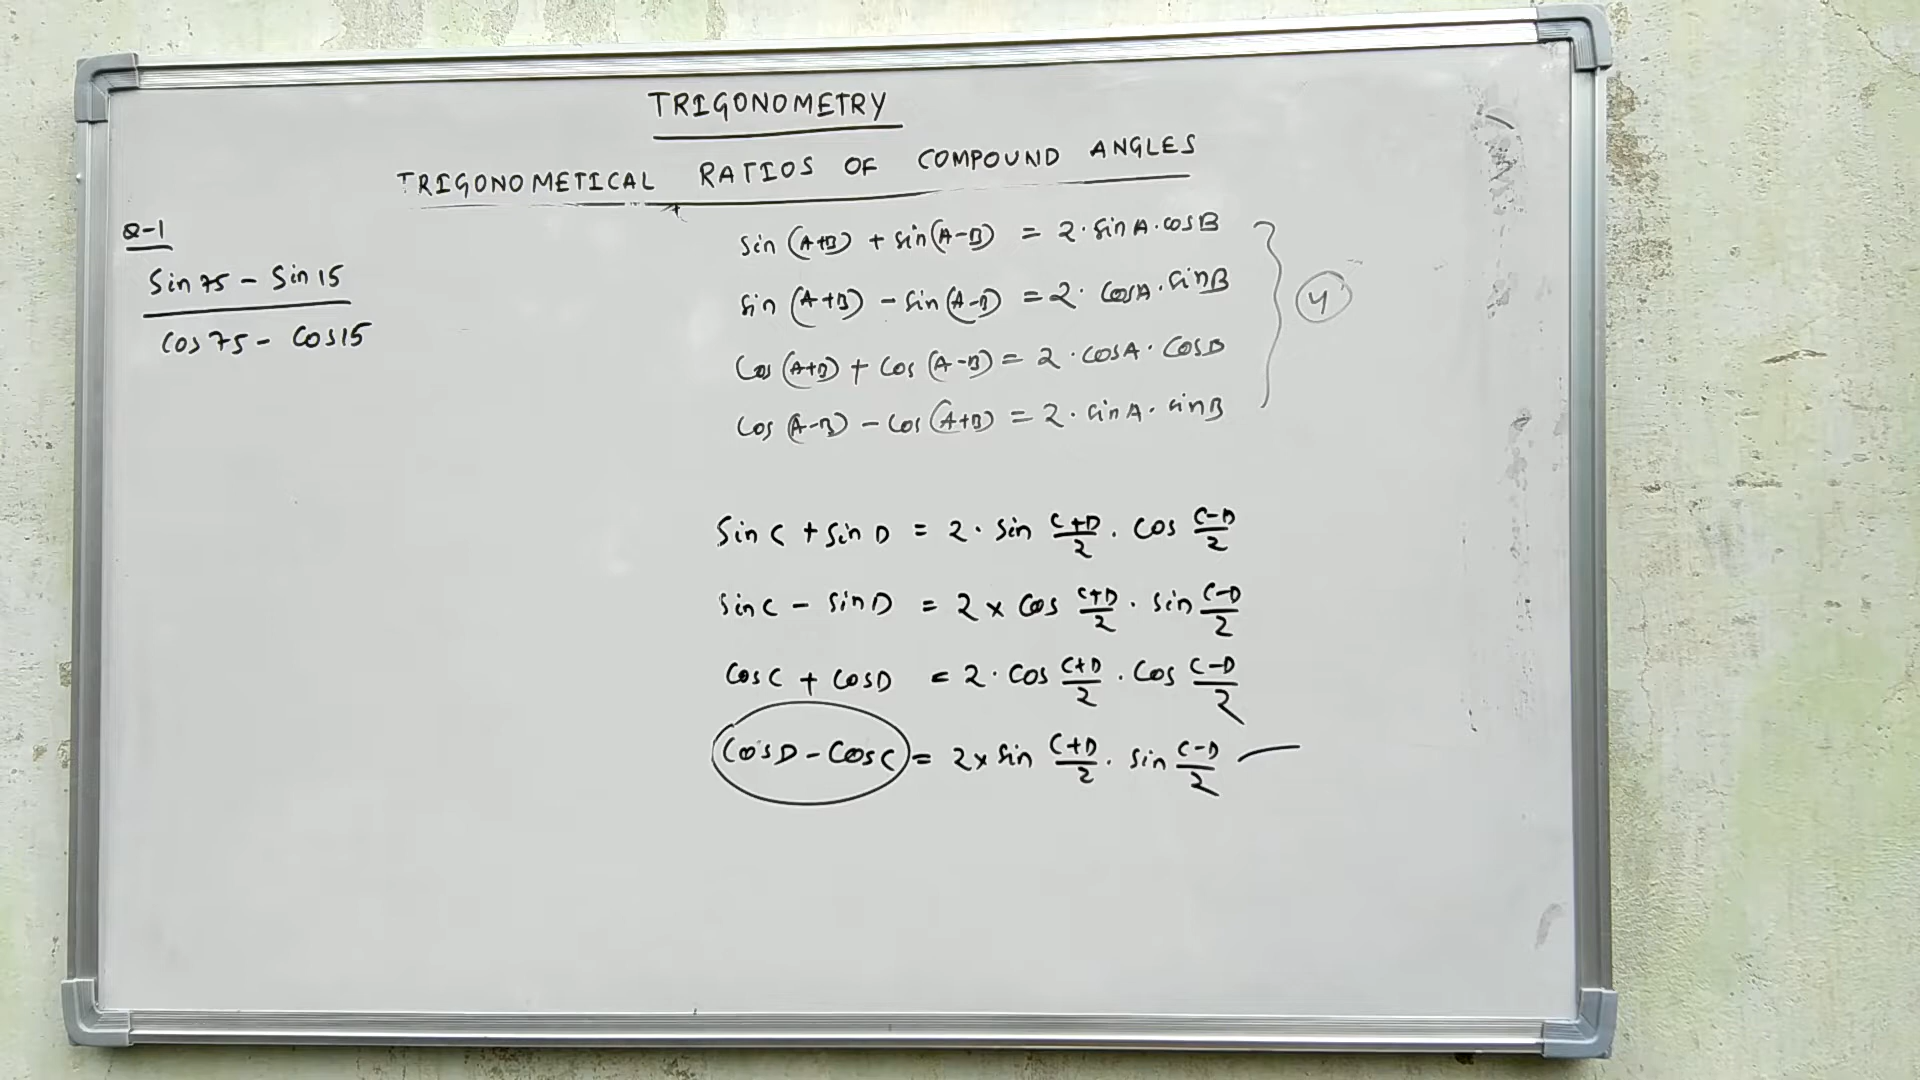 TRIGONOMETRY
TRIGONOMETICAL RATIOS OF COMPOUND ANGLES
Q-1
Sin 75 - Sin 15
Cos 75 - Cos 15
Sin (A+B) + Sin (A-B) = 2 · Sin A · Cos B
Sin (A+B) - Sin (A-B) = 2 · Cos A · Sin B
Cos (A+B) + Cos (A-B) = 2 · Cos A · Cos B
Cos (A-B) - Cos (A+B) = 2 · Sin A · Sin B
4
Sin C + Sin D = 2 · Sin C+D/2 · Cos C-D/2
Sin C - Sin D = 2 × Cos C+D/2 · Sin C-D/2
Cos C + Cos D = 2 · Cos C+D/2 · Cos C-D/2
Cos D - Cos C = 2 × Sin C+D/2 · Sin C-D/2